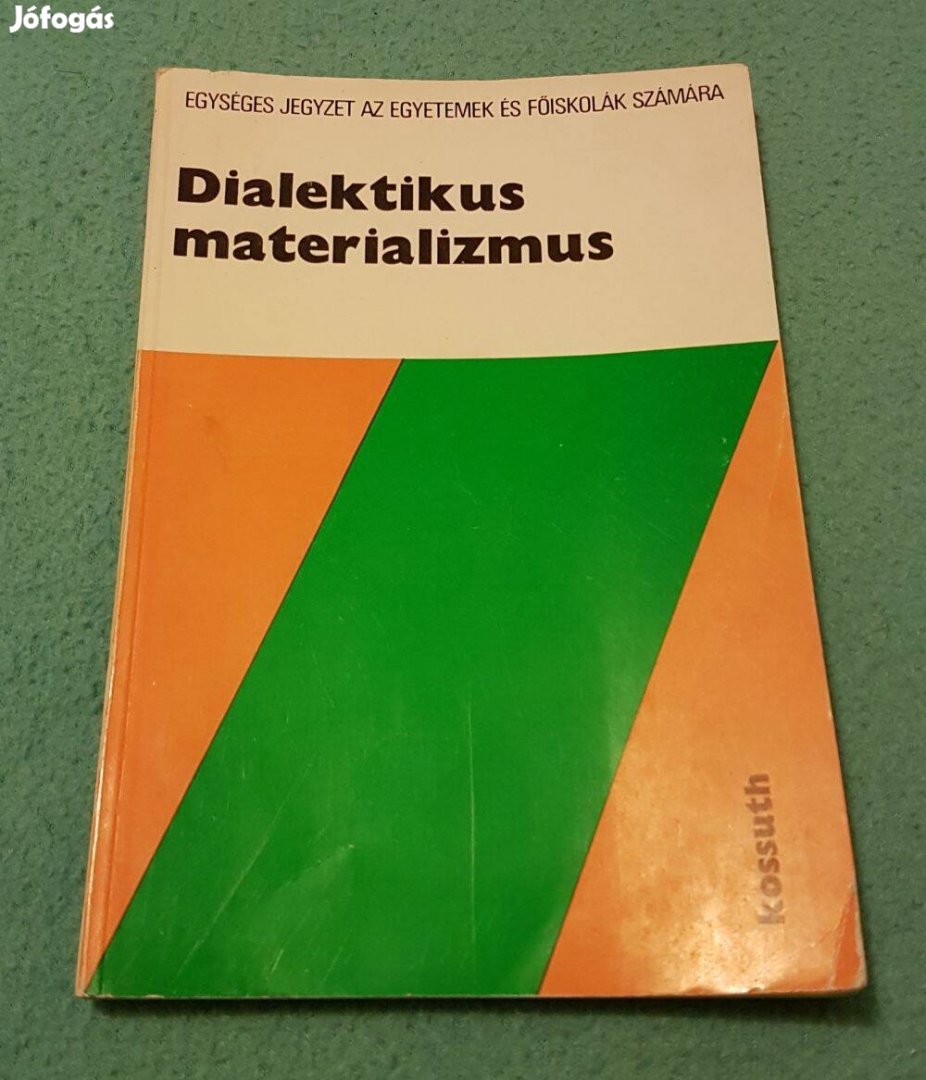 Jófogás
EGYSÉGES JEGYZET AZ EGYETEMEK ÉS FŐISKOLÁK SZÁMÁRA
Dialektikus
materializmus
kossuth